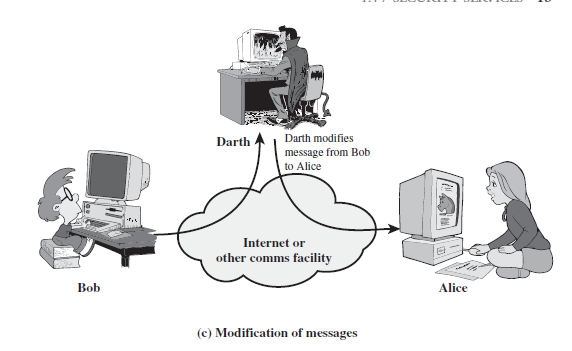 Darth
Darth modifies
message from Bob
to Alice
Internet or
other comms facility
Bob
Alice
(c) Modification of messages